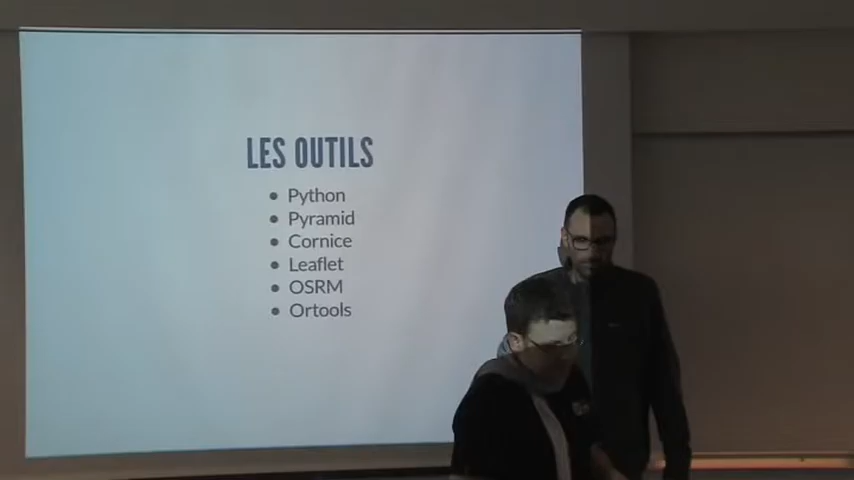 LES OUTILS
Python
Pyramid
Cornice
Leaflet
OSRM
Ortools